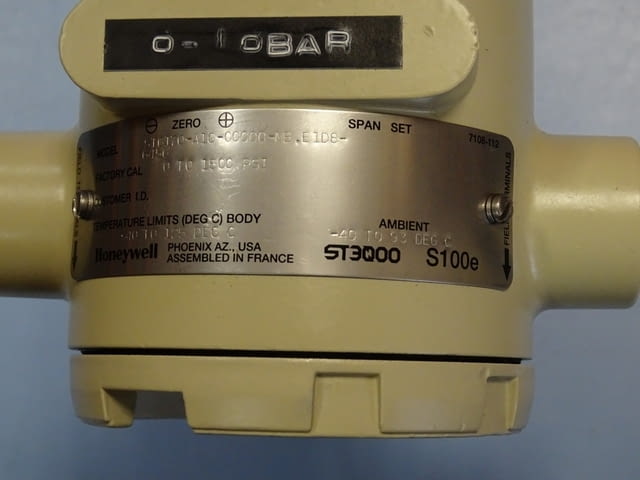 0-10BAR
ZERO
SPAN SET
7108-112
MODEL
FACTORY CAL 0 TO 1500.PSI
CUSTOMER I.D.
TEMPERATURE LIMITS (DEG C) BODY
AMBIENT
-40 TO 93 DEG C
Honeywell
PHOENIX AZ., USA
ASSEMBLED IN FRANCE
ST3000 S100e
FIELD TERMINALS